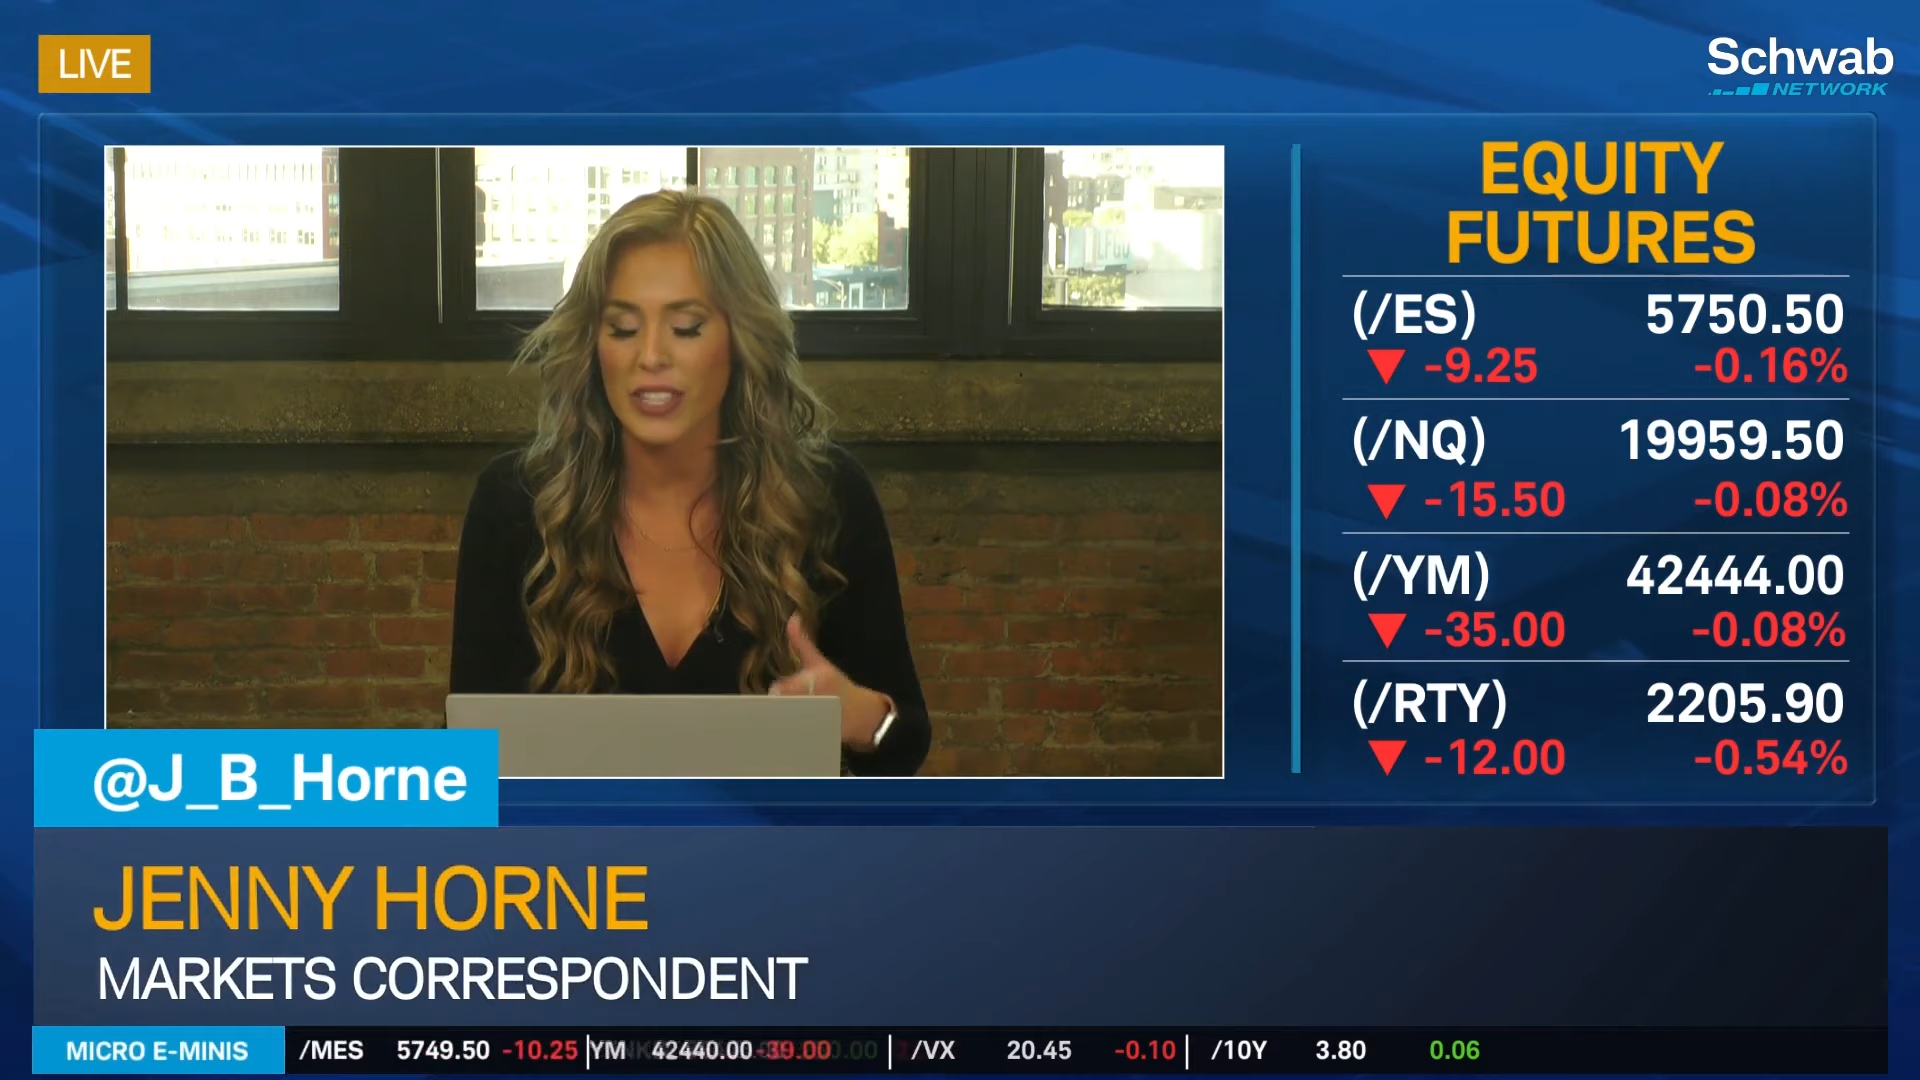 LIVE
Schwab
NETWORK
EQUITY
FUTURES
(/ES) 5750.50
▼ -9.25 -0.16%
(/NQ) 19959.50
▼ -15.50 -0.08%
(/YM) 42444.00
▼ -35.00 -0.08%
(/RTY) 2205.90
▼ -12.00 -0.54%
@J_B_Horne
JENNY HORNE
MARKETS CORRESPONDENT
MICRO E-MINIS /MES 5749.50 -10.25 YM 42440.00 -39.00 /VX 20.45 -0.10 /10Y 3.80 0.06